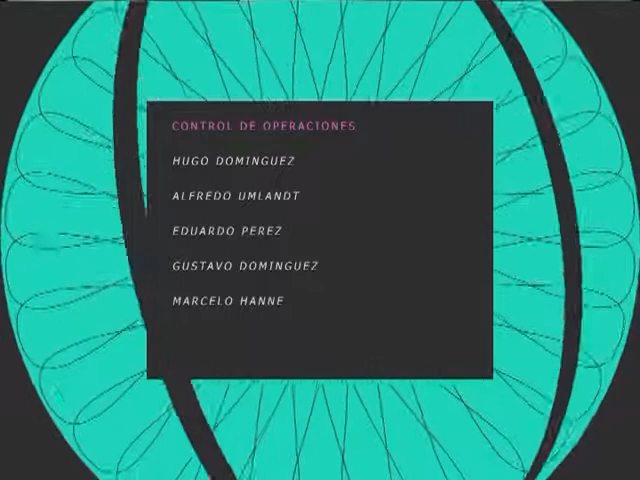 CONTROL DE OPERACIONES
HUGO DOMINGUEZ
ALFREDO UMLANDT
EDUARDO PEREZ
GUSTAVO DOMINGUEZ
MARCELO HANNE